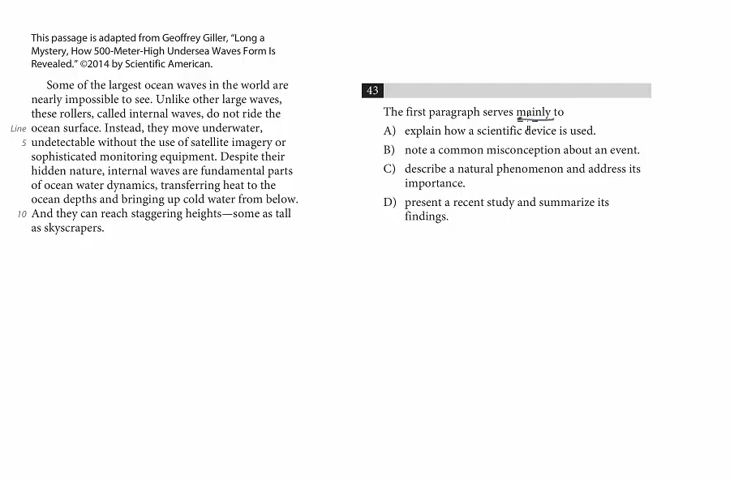 This passage is adapted from Geoffrey Giller, “Long a
Mystery, How 500-Meter-High Undersea Waves Form Is
Revealed.” ©2014 by Scientific American.
Some of the largest ocean waves in the world are
nearly impossible to see. Unlike other large waves,
these rollers, called internal waves, do not ride the
Line ocean surface. Instead, they move underwater,
5 undetectable without the use of satellite imagery or
sophisticated monitoring equipment. Despite their
hidden nature, internal waves are fundamental parts
of ocean water dynamics, transferring heat to the
ocean depths and bringing up cold water from below.
10 And they can reach staggering heights—some as tall
as skyscrapers.
43
The first paragraph serves mainly to
A) explain how a scientific device is used.
B) note a common misconception about an event.
C) describe a natural phenomenon and address its
importance.
D) present a recent study and summarize its
findings.